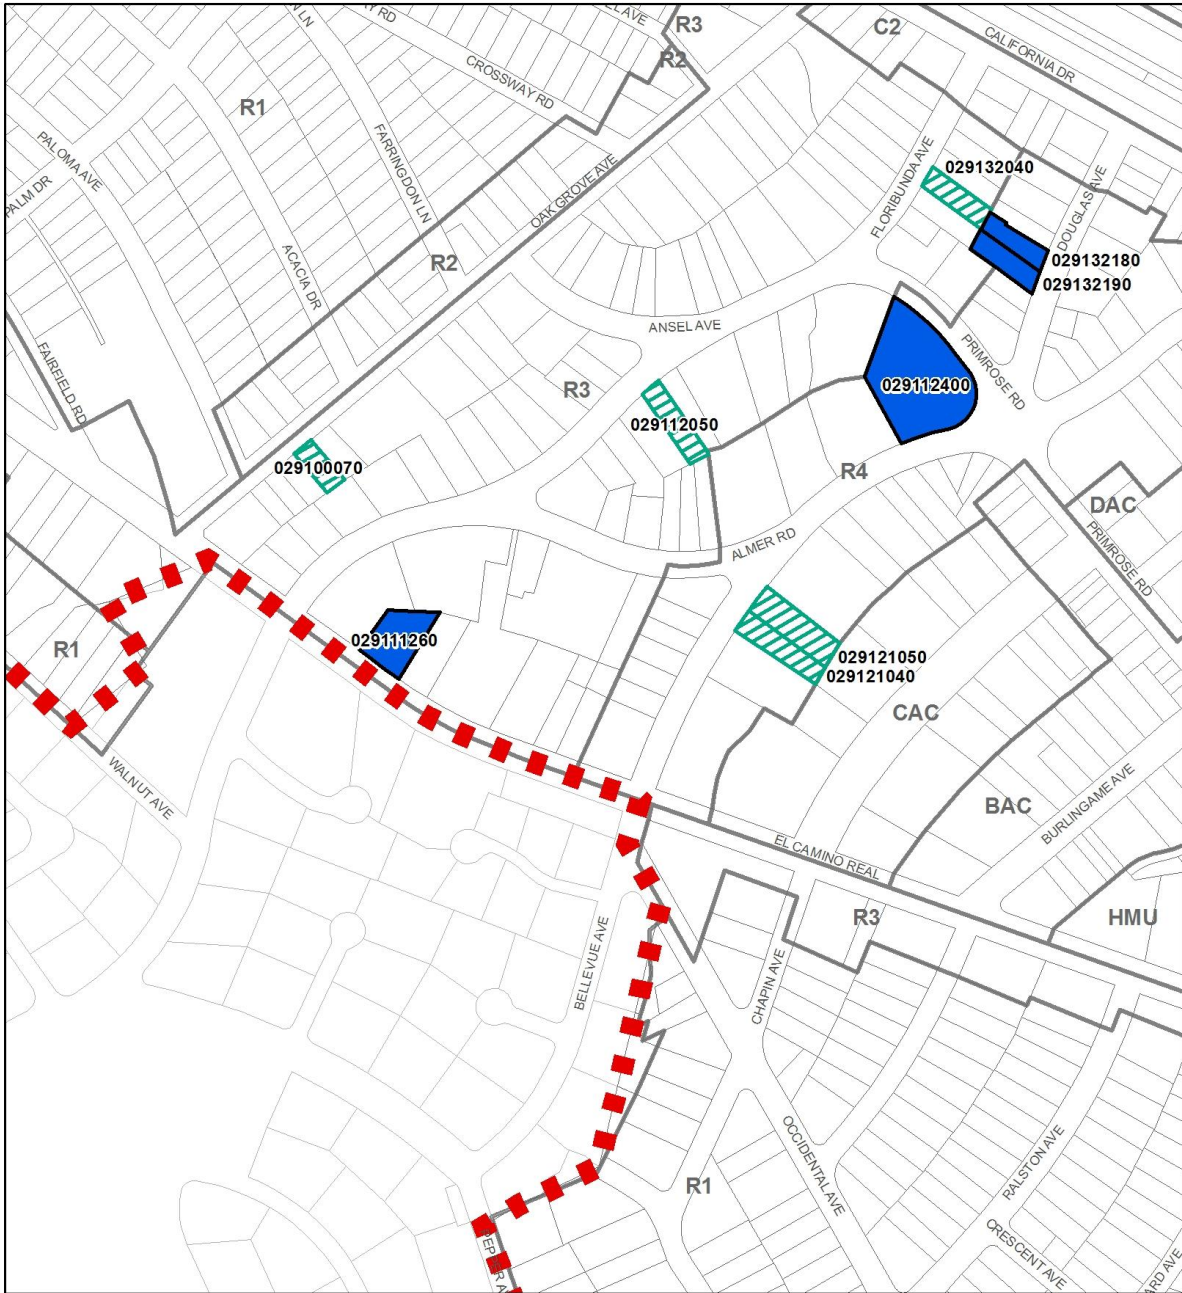 R3
C2
CALIFORNIA DR
R2
CROSSWAY RD
R1
FARRINGDON LN
PALOMA AVE
PALM DR
FLORIBUNDA AVE
029132040
OAK GROVE AVE
DOUGLAS AVE
R2
ACACIA DR
029132180
029132190
ANSEL AVE
FAIRFIELD RD
PRIMROSE RD
029112400
R3
029112050
029100070
R4
DAC
PRIMROSE RD
ALMER RD
029111260
R1
029121050
029121040
CAC
WALNUT AVE
BAC
BURLINGAME AVE
EL CAMINO REAL
R3
HMU
BELLEVUE AVE
CHAPIN AVE
OCCIDENTAL AVE
RALSTON AVE
R1
CRESCENT AVE
PEPPER A
ARD AVE